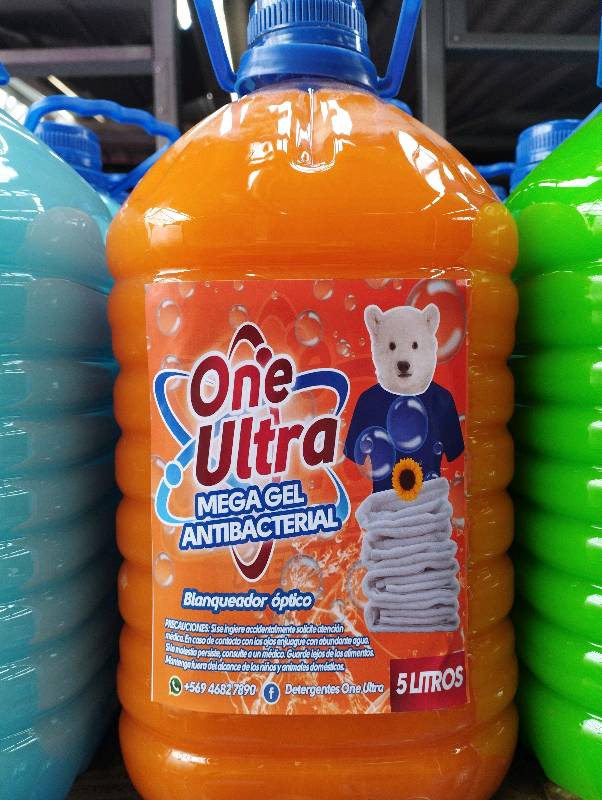 One
Ultra
MEGA GEL
ANTIBACTERIAL
Blanqueador óptico
PRECAUCIONES: Si se ingiere accidentalmente solicite atención
médica. En caso de contacto con los ojos enjuague con abundante agua.
Si la molestia persiste, consulte a un médico. Guarde lejos de los alimentos.
Mantenga fuera del alcance de los niños y animales domésticos.
+569 4682 7890 f Detergentes One Ultra
5 LITROS